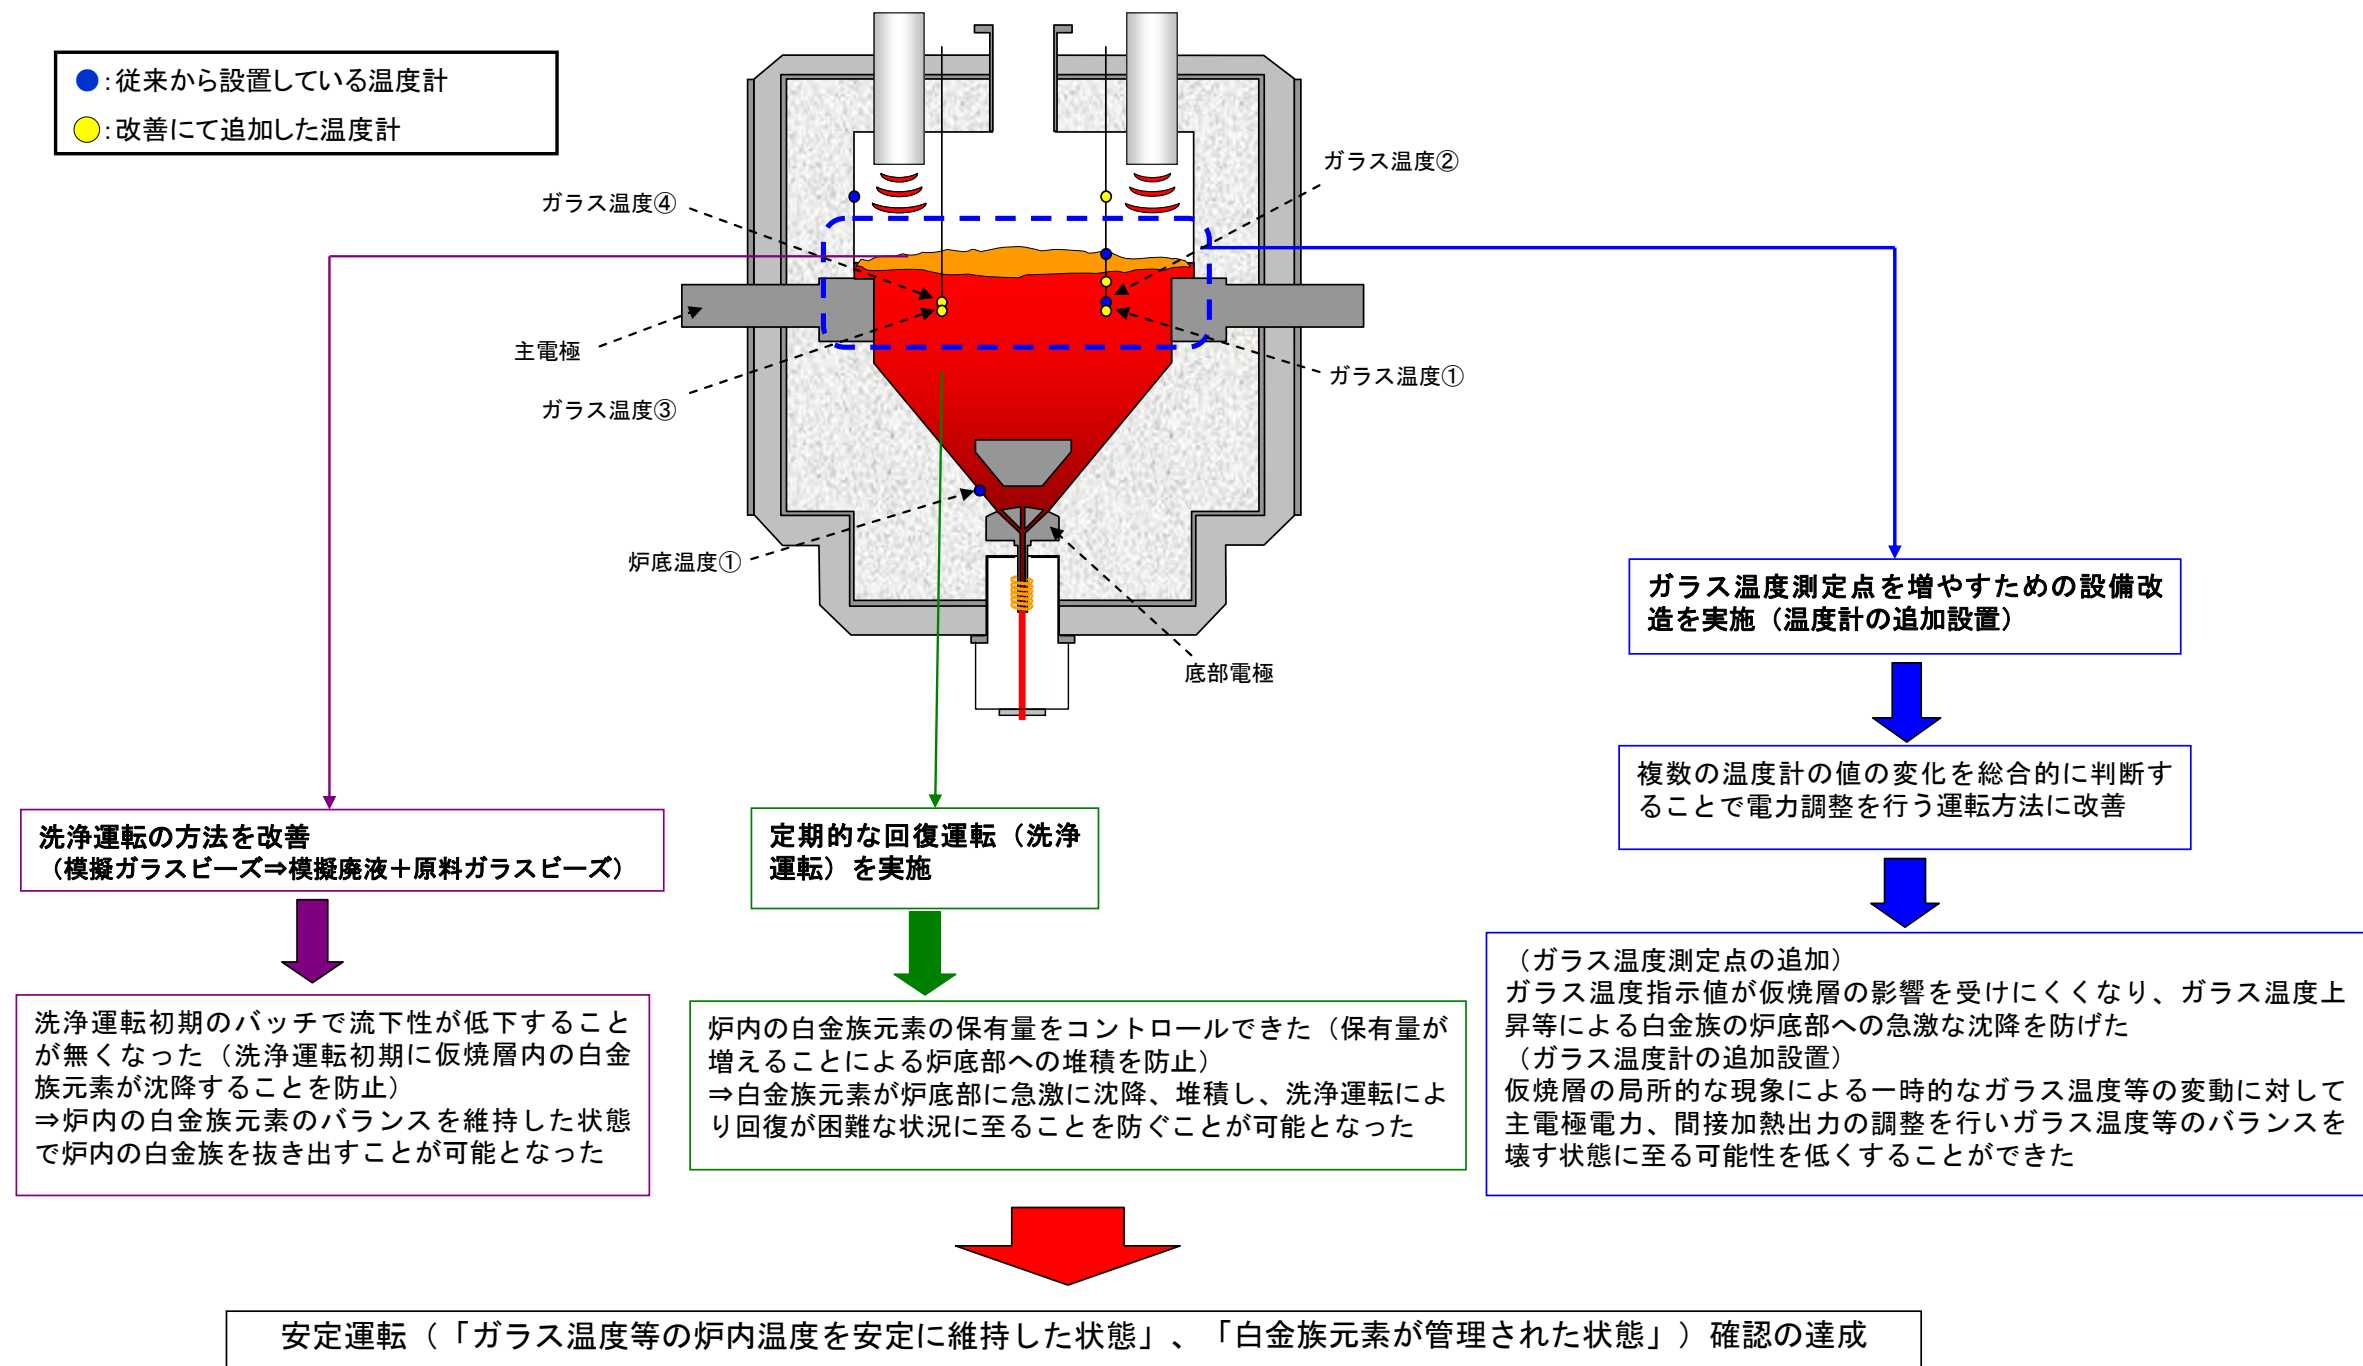 ●:従来から設置している温度計
○:改善にて追加した温度計
ガラス温度②
ガラス温度④
主電極
ガラス温度①
ガラス温度③
炉底温度①
底部電極
ガラス温度測定点を増やすための設備改
造を実施（温度計の追加設置）
複数の温度計の値の変化を総合的に判断す
ることで電力調整を行う運転方法に改善
（ガラス温度測定点の追加）
ガラス温度指示値が仮焼層の影響を受けにくくなり、ガラス温度上
昇等による白金族の炉底部への急激な沈降を防げた
（ガラス温度計の追加設置）
仮焼層の局所的な現象による一時的なガラス温度等の変動に対して
主電極電力、間接加熱出力の調整を行いガラス温度等のバランスを
壊す状態に至る可能性を低くすることができた
洗浄運転の方法を改善
（模擬ガラスビーズ⇒模擬廃液＋原料ガラスビーズ）
洗浄運転初期のバッチで流下性が低下すること
が無くなった（洗浄運転初期に仮焼層内の白金
族元素が沈降することを防止）
⇒炉内の白金族元素のバランスを維持した状態
で炉内の白金族を抜き出すことが可能となった
定期的な回復運転（洗浄
運転）を実施
炉内の白金族元素の保有量をコントロールできた（保有量が
増えることによる炉底部への堆積を防止）
⇒白金族元素が炉底部に急激に沈降、堆積し、洗浄運転によ
り回復が困難な状況に至ることを防ぐことが可能となった
安定運転（「ガラス温度等の炉内温度を安定に維持した状態」、「白金族元素が管理された状態」）確認の達成